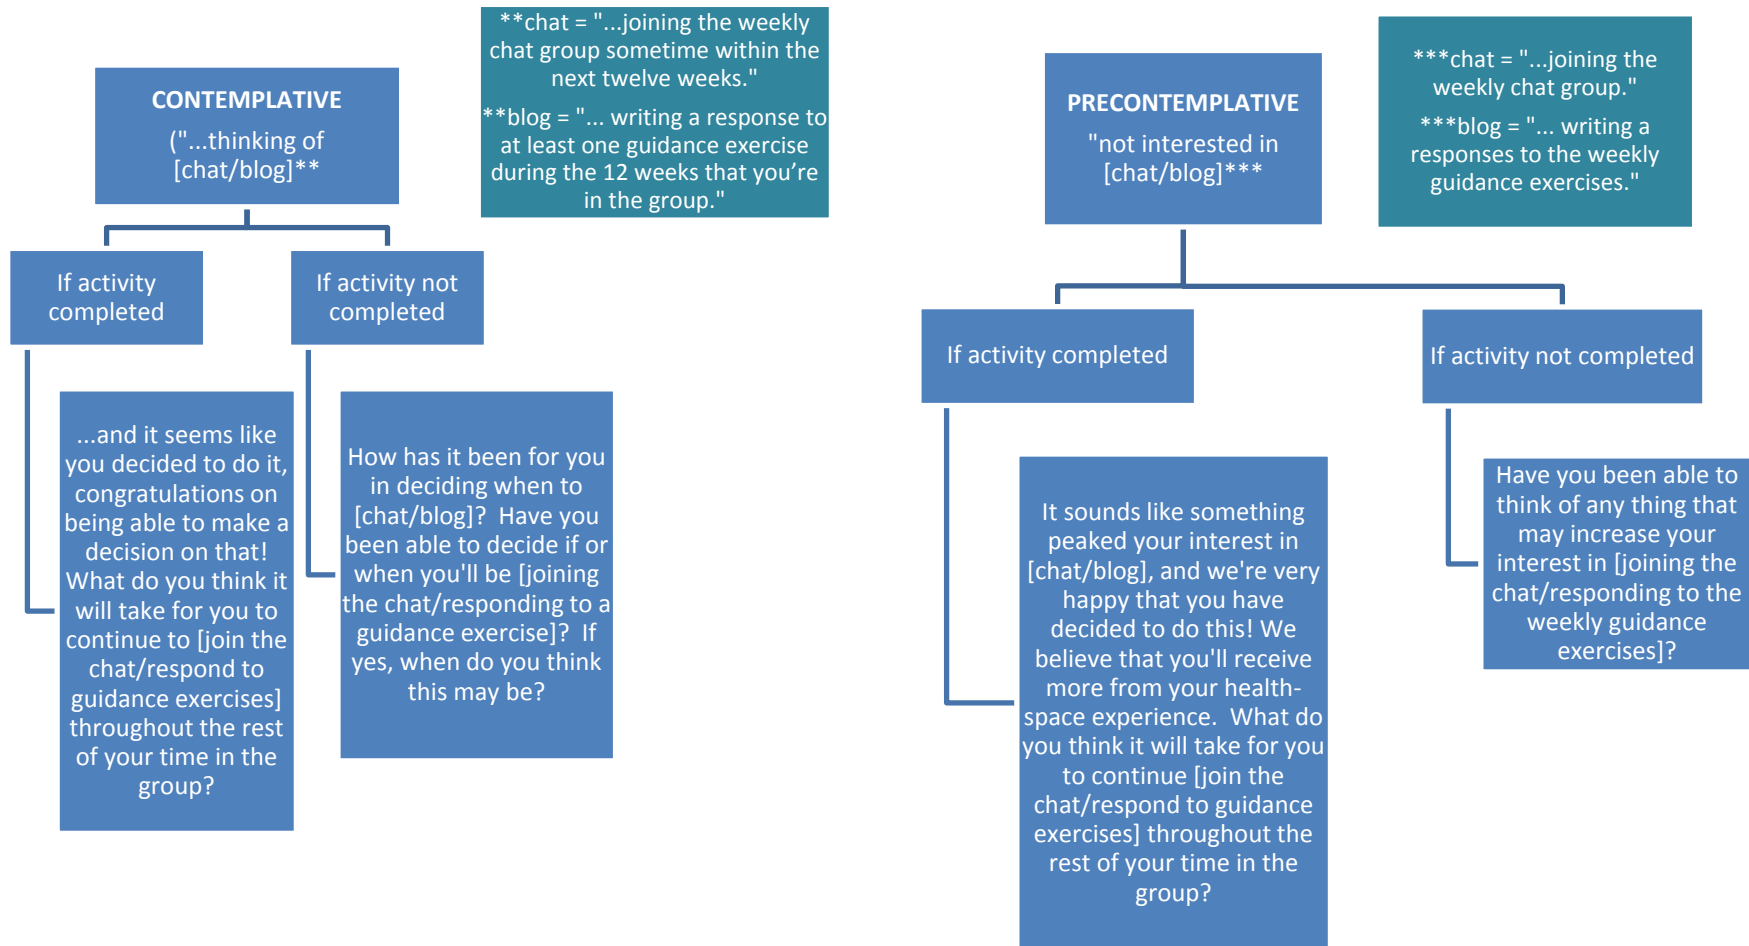 **chat = "...joining the weekly
chat group sometime within the
next twelve weeks."
**blog = "... writing a response to
at least one guidance exercise
during the 12 weeks that you’re
in the group."
CONTEMPLATIVE
("...thinking of
[chat/blog]**
If activity
completed
If activity not
completed
...and it seems like
you decided to do it,
congratulations on
being able to make a
decision on that!
What do you think it
will take for you to
continue to [join the
chat/respond to
guidance exercises]
throughout the rest
of your time in the
group?
How has it been for you
in deciding when to
[chat/blog]?  Have you
been able to decide if or
when you'll be [joining
the chat/responding to a
guidance exercise]?  If
yes, when do you think
this may be?
***chat = "...joining the
weekly chat group."
***blog = "... writing a
responses to the weekly
guidance exercises."
PRECONTEMPLATIVE
"not interested in
[chat/blog]***
If activity completed
If activity not completed
It sounds like something
peaked your interest in
[chat/blog], and we're very
happy that you have
decided to do this! We
believe that you'll receive
more from your health-
space experience.  What do
you think it will take for you
to continue [join the
chat/respond to guidance
exercises] throughout the
rest of your time in the
group?
Have you been able to
think of any thing that
may increase your
interest in [joining the
chat/responding to the
weekly guidance
exercises]?